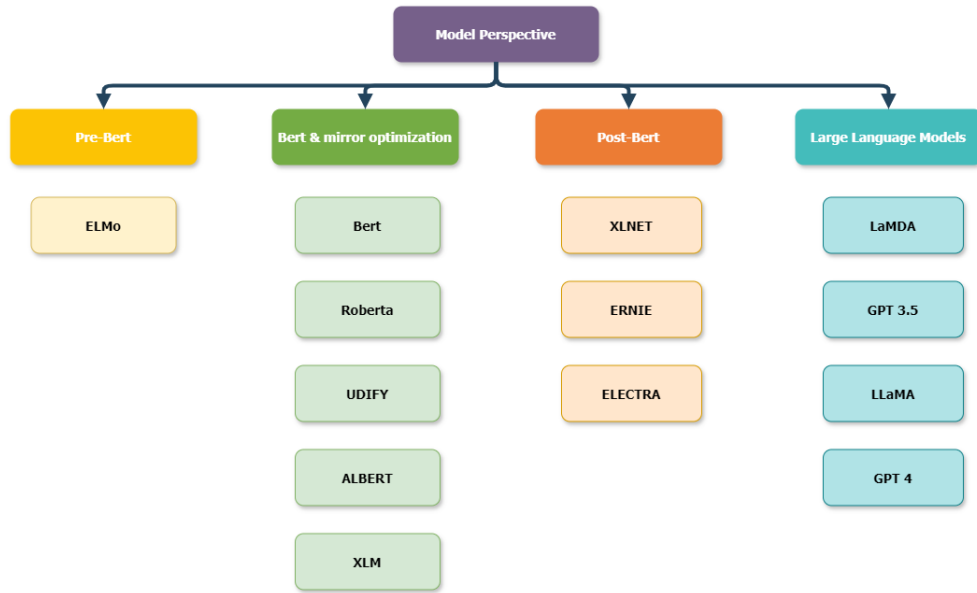 Model Perspective
Pre-Bert
Bert & mirror optimization
Post-Bert
Large Language Models
ELMo
Bert
XLNET
LaMDA
Roberta
ERNIE
GPT 3.5
UDIFY
ELECTRA
LLaMA
ALBERT
GPT 4
XLM